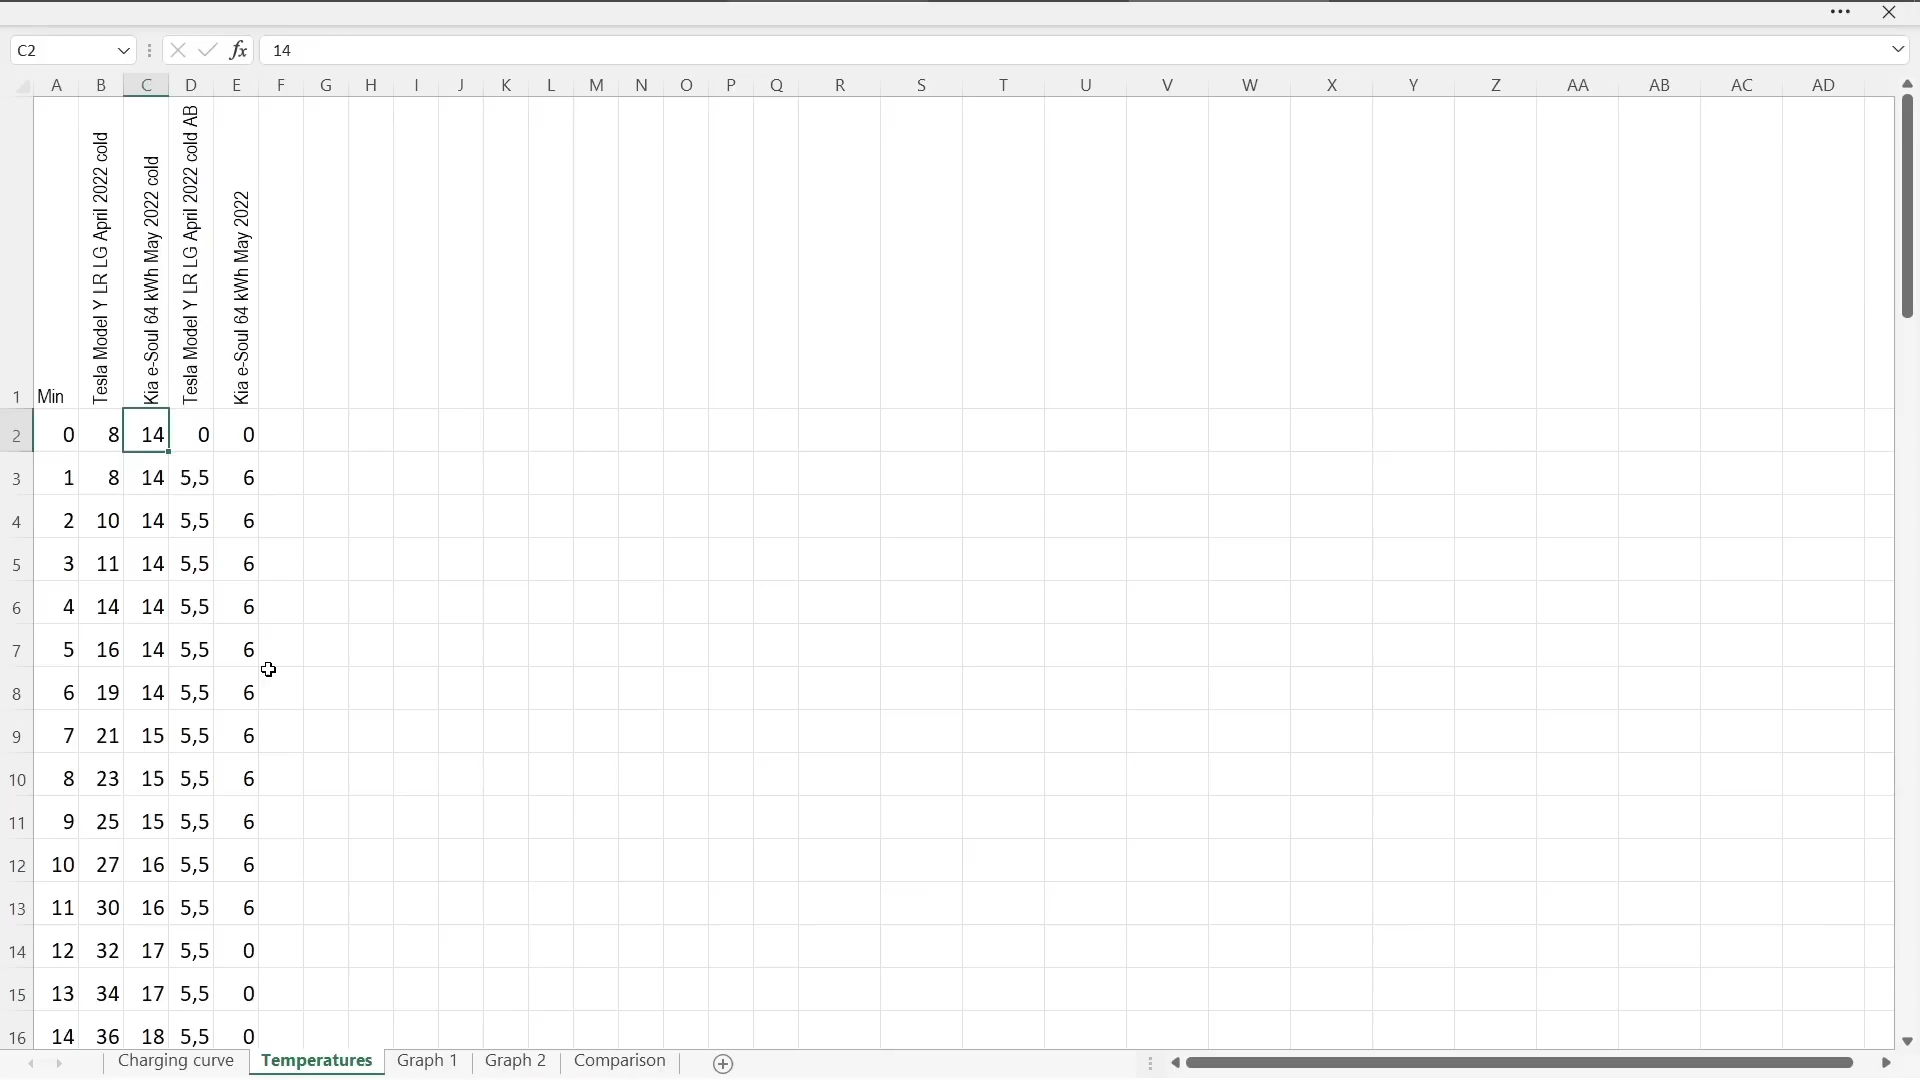 C2 fx 14
A B C D E F G H I J K L M N O P Q R S T U V W X Y Z AA AB AC AD
1 Min Tesla Model Y LR LG April 2022 cold Kia e-Soul 64 kWh May 2022 cold Tesla Model Y LR LG April 2022 cold AB Kia e-Soul 64 kWh May 2022
2 0 8 14 0 0
3 1 8 14 5,5 6
4 2 10 14 5,5 6
5 3 11 14 5,5 6
6 4 14 14 5,5 6
7 5 16 14 5,5 6
8 6 19 14 5,5 6
9 7 21 15 5,5 6
10 8 23 15 5,5 6
11 9 25 15 5,5 6
12 10 27 16 5,5 6
13 11 30 16 5,5 6
14 12 32 17 5,5 0
15 13 34 17 5,5 0
16 14 36 18 5,5 0
Charging curve Temperatures Graph 1 Graph 2 Comparison